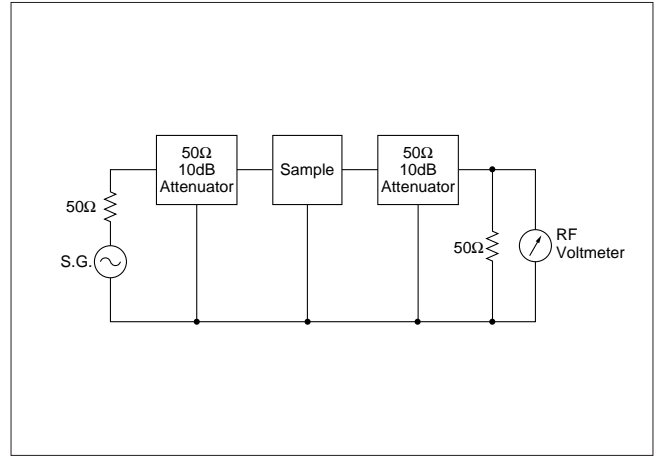 50Ω
10dB
Attenuator
Sample
50Ω
10dB
Attenuator
50Ω
S.G.
50Ω
RF
Voltmeter